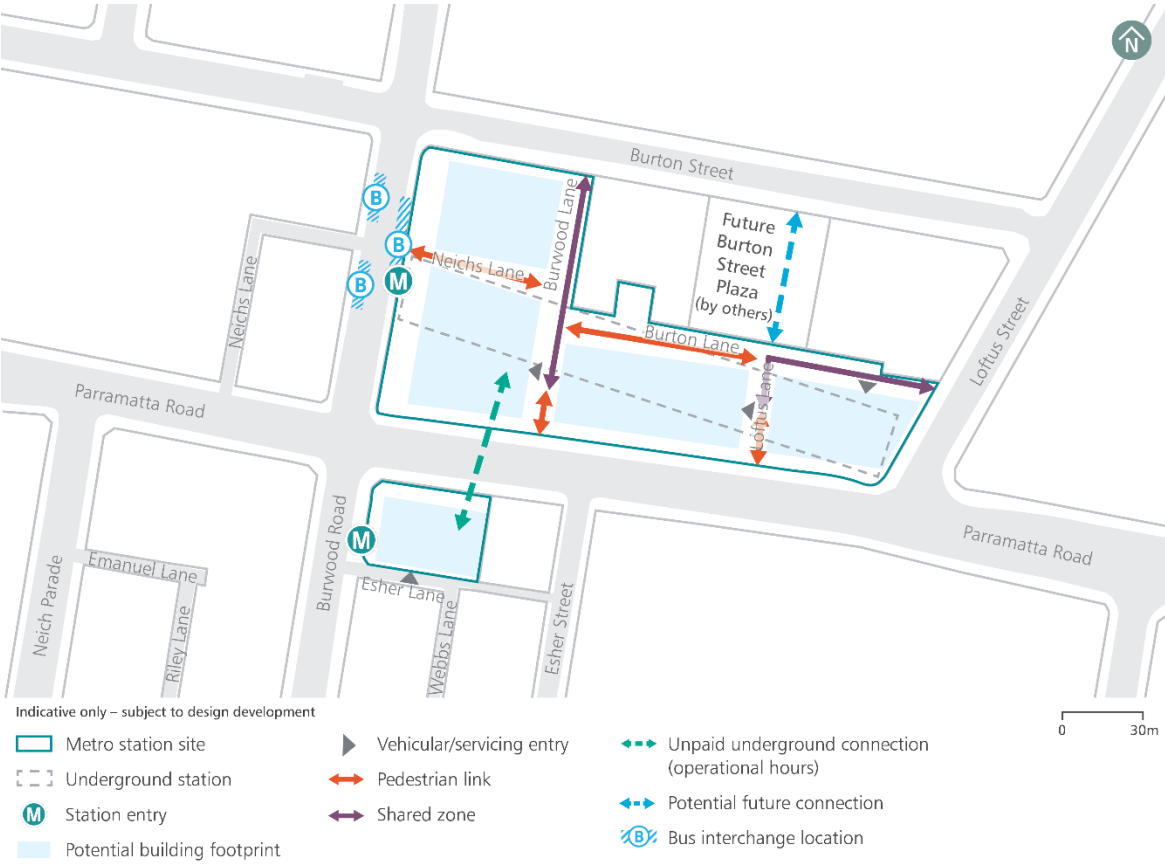 N
Burton Street
B
Burwood Lane
Future
Burton
Street
Plaza
(by others)
B
Neichs Lane
Neichs Lane
M
B
Burton Lane
Loftus Street
Loftus Lane
Parramatta Road
Burwood Road
M
Parramatta Road
Neich Parade
Emanuel Lane
Riley Lane
Esher Lane
Webbs Lane
Esher Street
Indicative only – subject to design development
Metro station site
Underground station
M Station entry
Potential building footprint
Vehicular/servicing entry
Pedestrian link
Shared zone
Unpaid underground connection
(operational hours)
Potential future connection
B Bus interchange location
0 30m